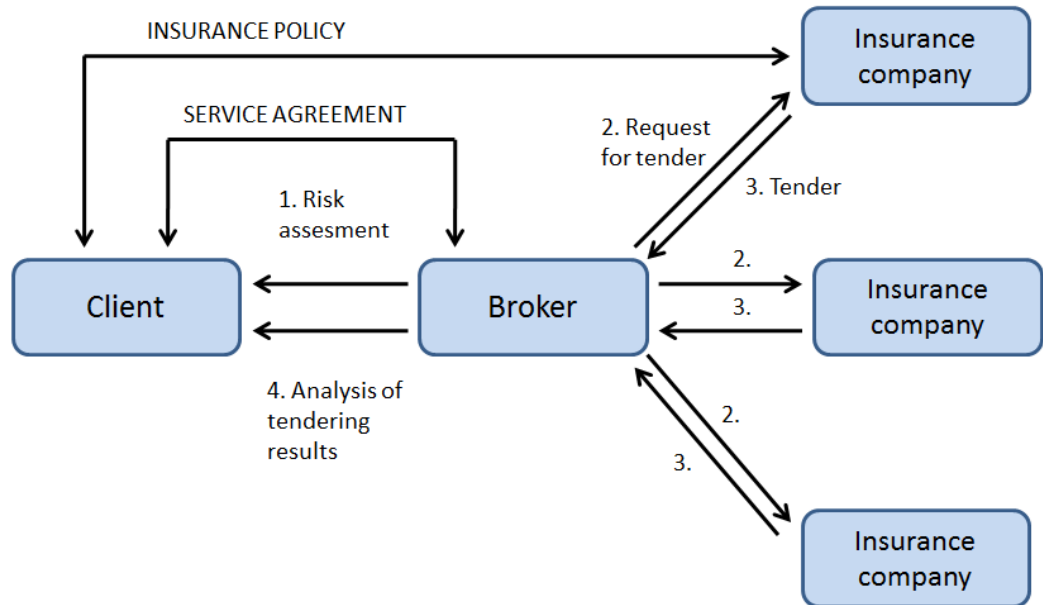 INSURANCE POLICY
Insurance
company
SERVICE AGREEMENT
2. Request
for tender
3. Tender
1. Risk
assesment
Client
Broker
2.
3.
Insurance
company
4. Analysis of
tendering
results
2.
3.
Insurance
company